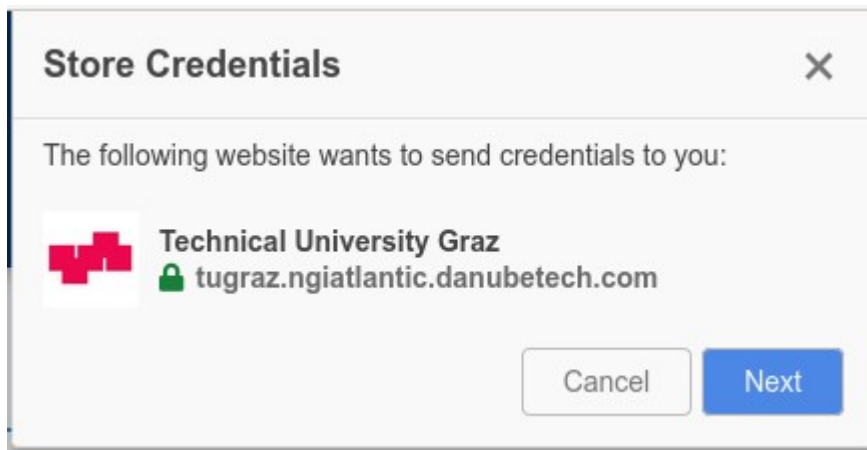 Store Credentials
The following website wants to send credentials to you:
Technical University Graz
tugraz.ngiatlantic.danubetech.com
Cancel
Next